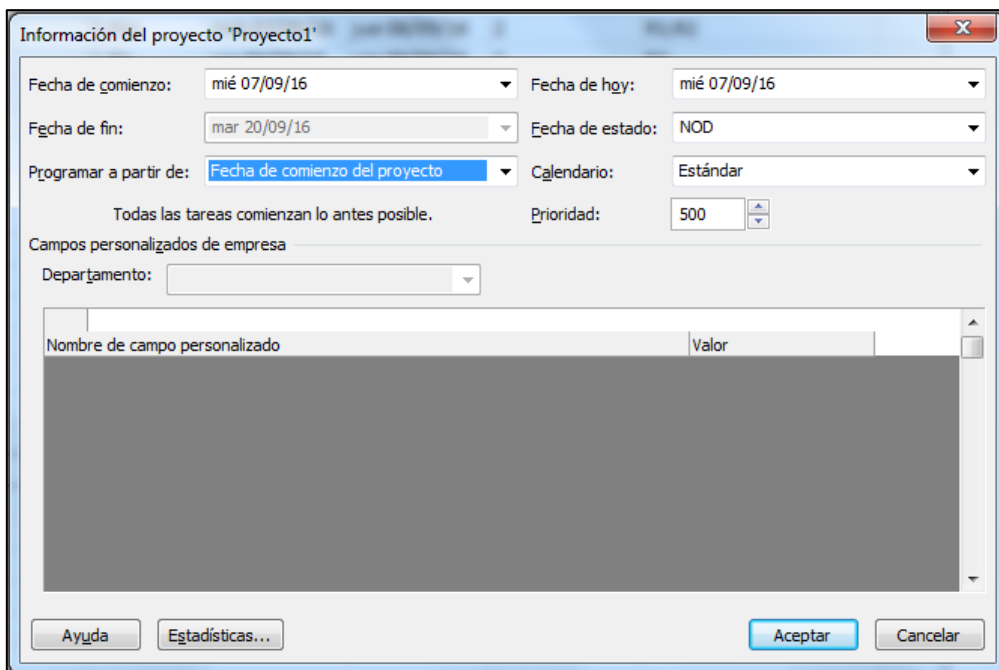 Información del proyecto 'Proyecto1'
Fecha de comienzo: mié 07/09/16 Fecha de hoy: mié 07/09/16
Fecha de fin: mar 20/09/16 Fecha de estado: NOD
Programar a partir de: Fecha de comienzo del proyecto Calendario: Estándar
Todas las tareas comienzan lo antes posible. Prioridad: 500
Campos personalizados de empresa
Departamento:
Nombre de campo personalizado Valor
Ayuda Estadísticas... Aceptar Cancelar